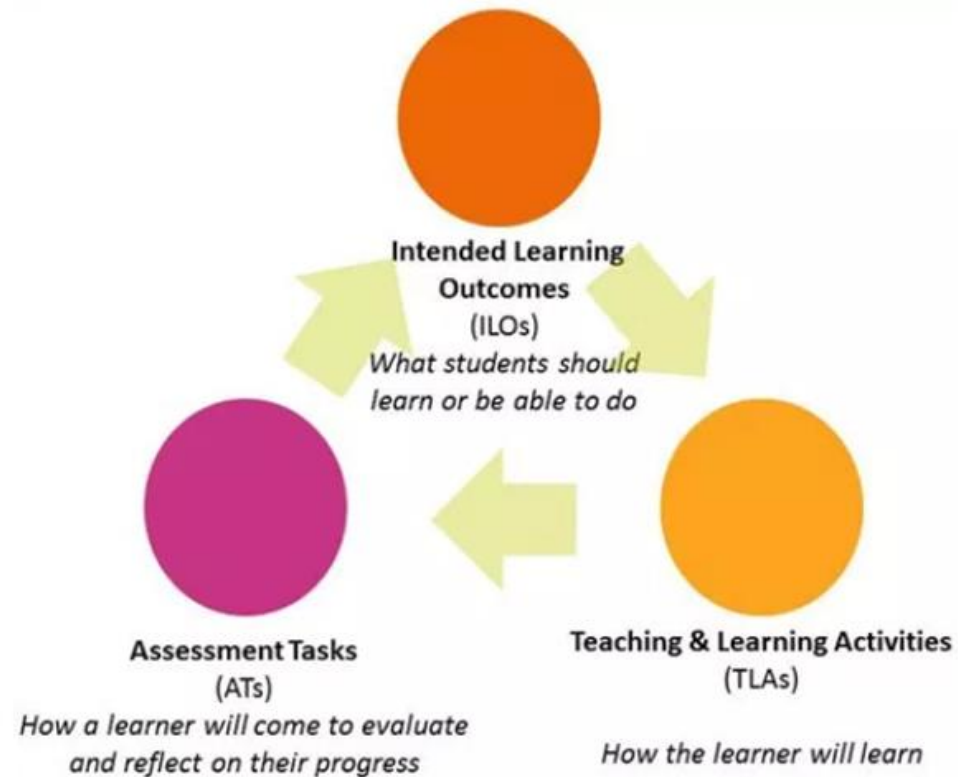 Intended Learning
Outcomes
(ILOs)
What students should
learn or be able to do
Assessment Tasks
(ATs)
How a learner will come to evaluate
and reflect on their progress
Teaching & Learning Activities
(TLAs)
How the learner will learn